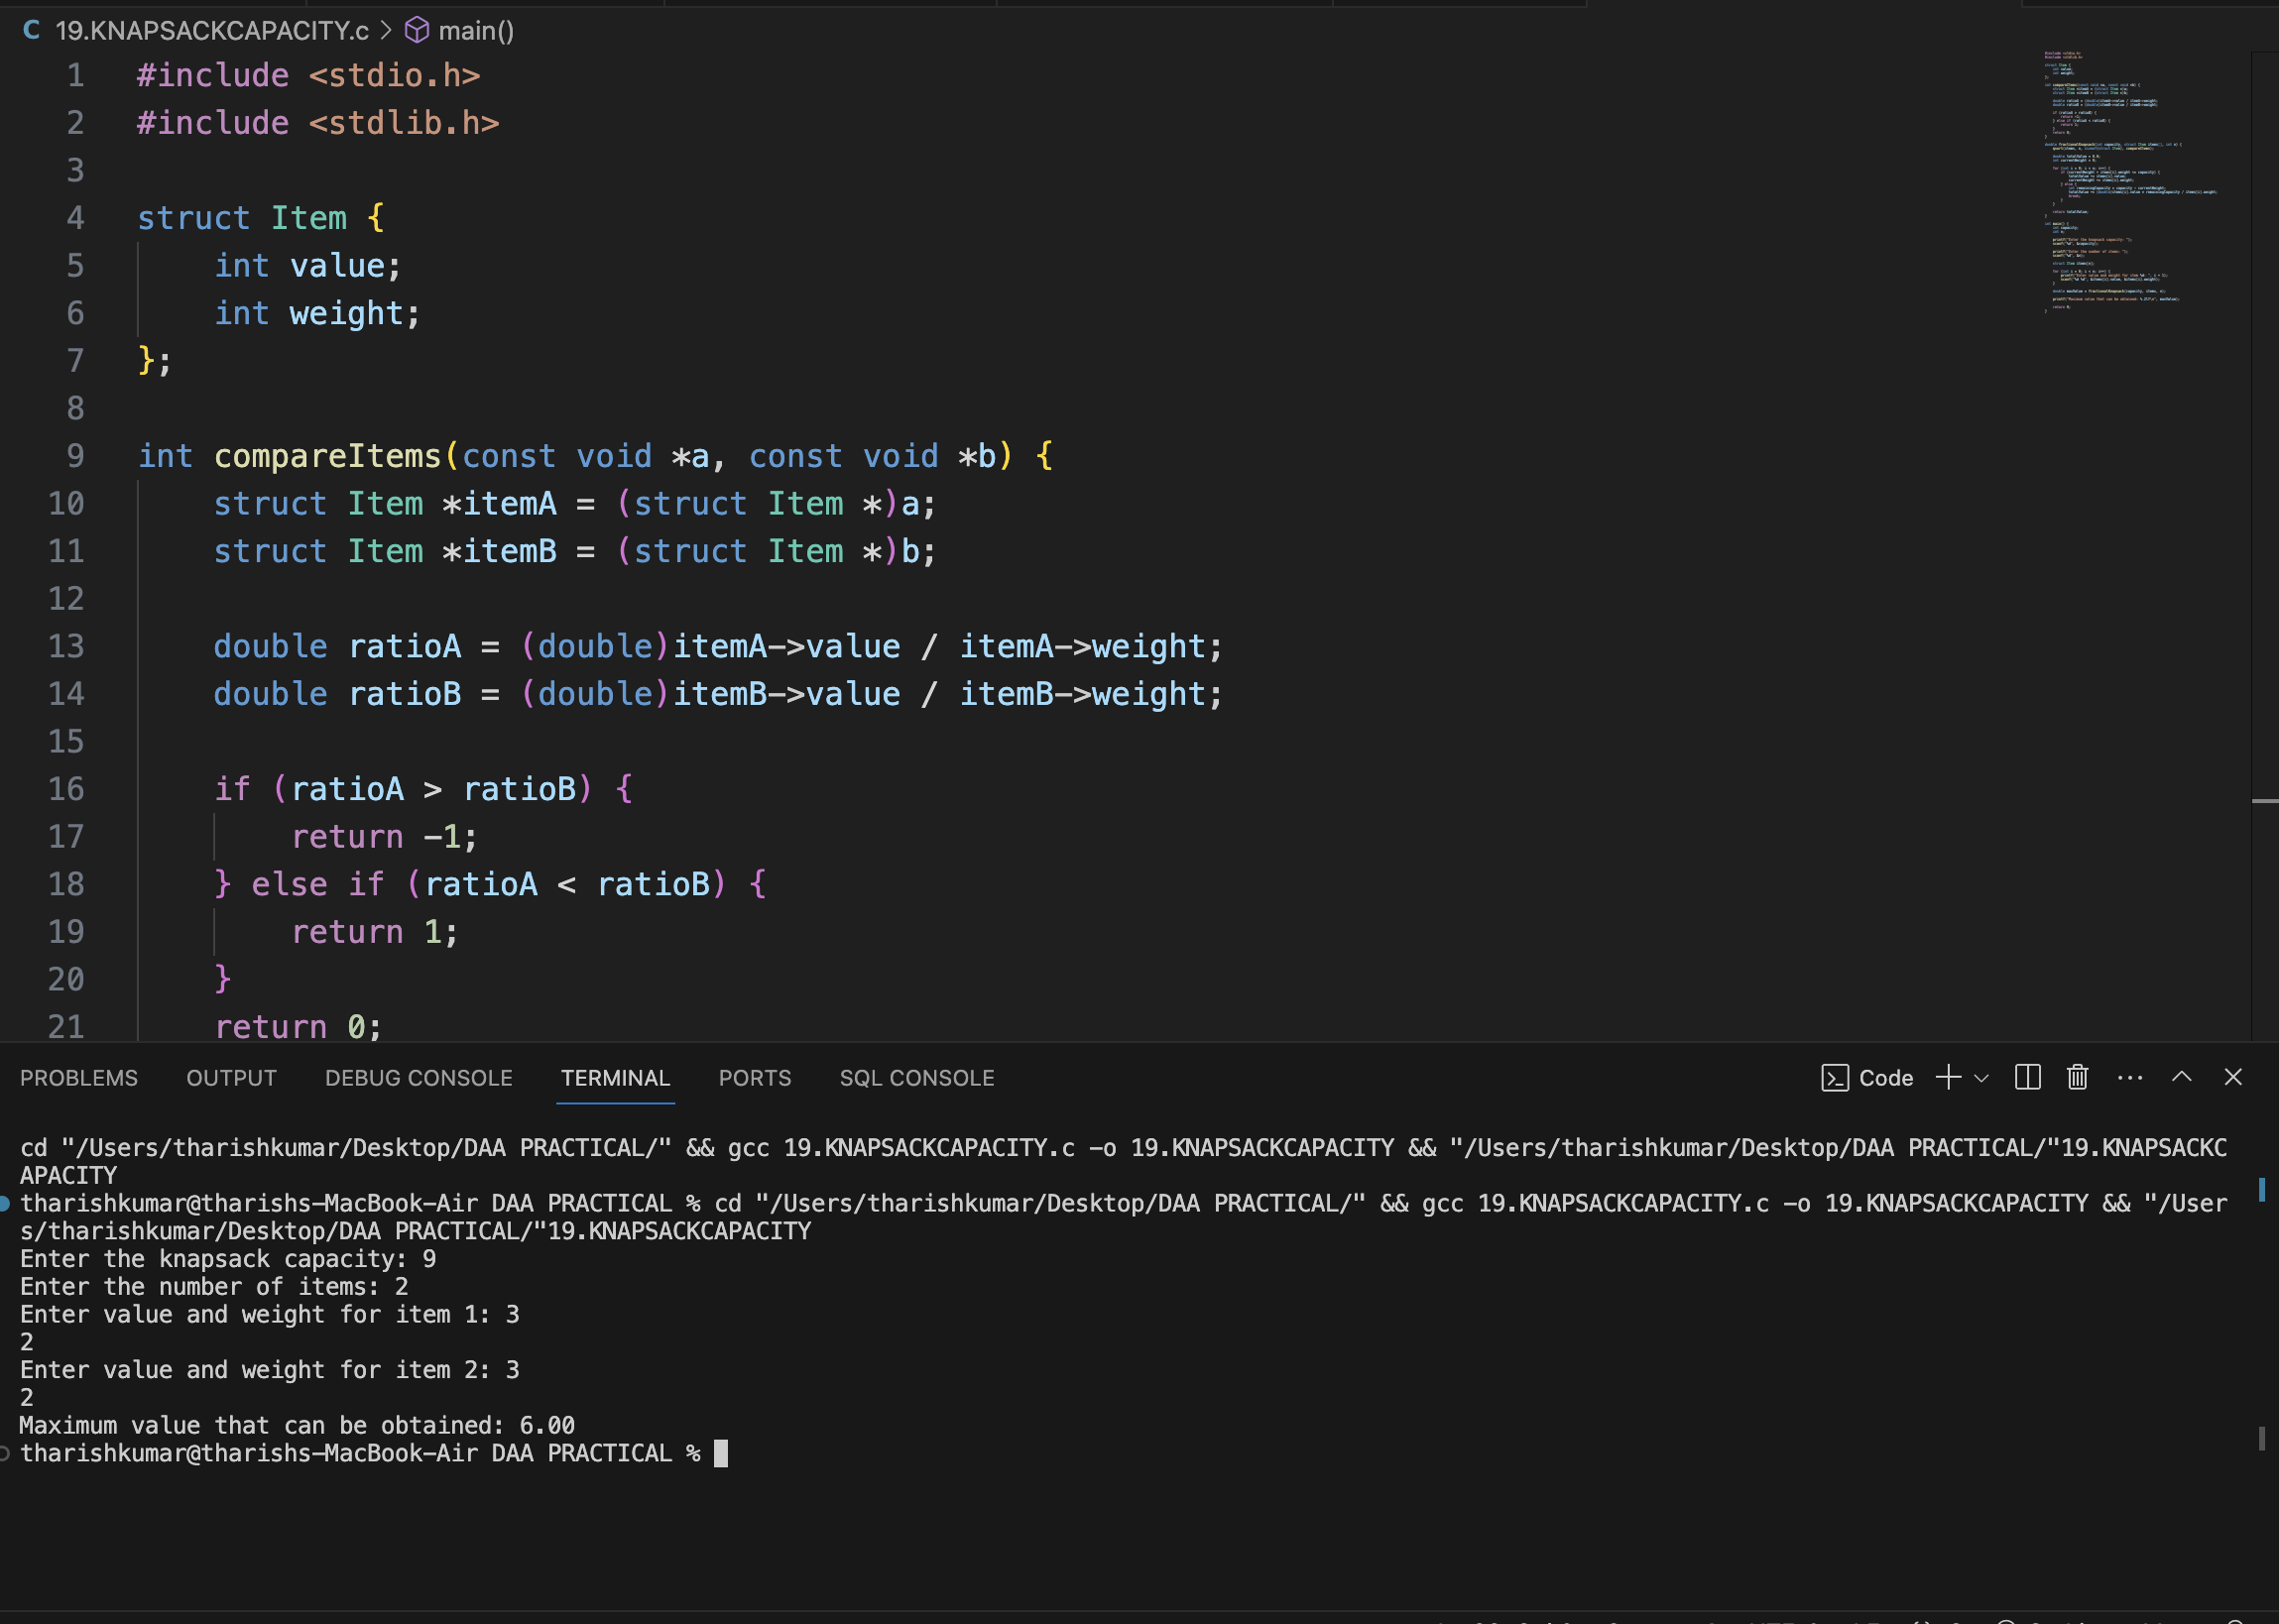 C 19.KNAPSACKCAPACITY.c > main()
1 #include <stdio.h>
2 #include <stdlib.h>
3
4 struct Item {
5     int value;
6     int weight;
7 };
8
9 int compareItems(const void *a, const void *b) {
10     struct Item *itemA = (struct Item *)a;
11     struct Item *itemB = (struct Item *)b;
12
13     double ratioA = (double)itemA->value / itemA->weight;
14     double ratioB = (double)itemB->value / itemB->weight;
15
16     if (ratioA > ratioB) {
17         return -1;
18     } else if (ratioA < ratioB) {
19         return 1;
20     }
21     return 0;
PROBLEMS OUTPUT DEBUG CONSOLE TERMINAL PORTS SQL CONSOLE Code
cd "/Users/tharishkumar/Desktop/DAA PRACTICAL/" && gcc 19.KNAPSACKCAPACITY.c -o 19.KNAPSACKCAPACITY && "/Users/tharishkumar/Desktop/DAA PRACTICAL/"19.KNAPSACKC
APACITY
tharishkumar@tharishs-MacBook-Air DAA PRACTICAL % cd "/Users/tharishkumar/Desktop/DAA PRACTICAL/" && gcc 19.KNAPSACKCAPACITY.c -o 19.KNAPSACKCAPACITY && "/User
s/tharishkumar/Desktop/DAA PRACTICAL/"19.KNAPSACKCAPACITY
Enter the knapsack capacity: 9
Enter the number of items: 2
Enter value and weight for item 1: 3
2
Enter value and weight for item 2: 3
2
Maximum value that can be obtained: 6.00
tharishkumar@tharishs-MacBook-Air DAA PRACTICAL %